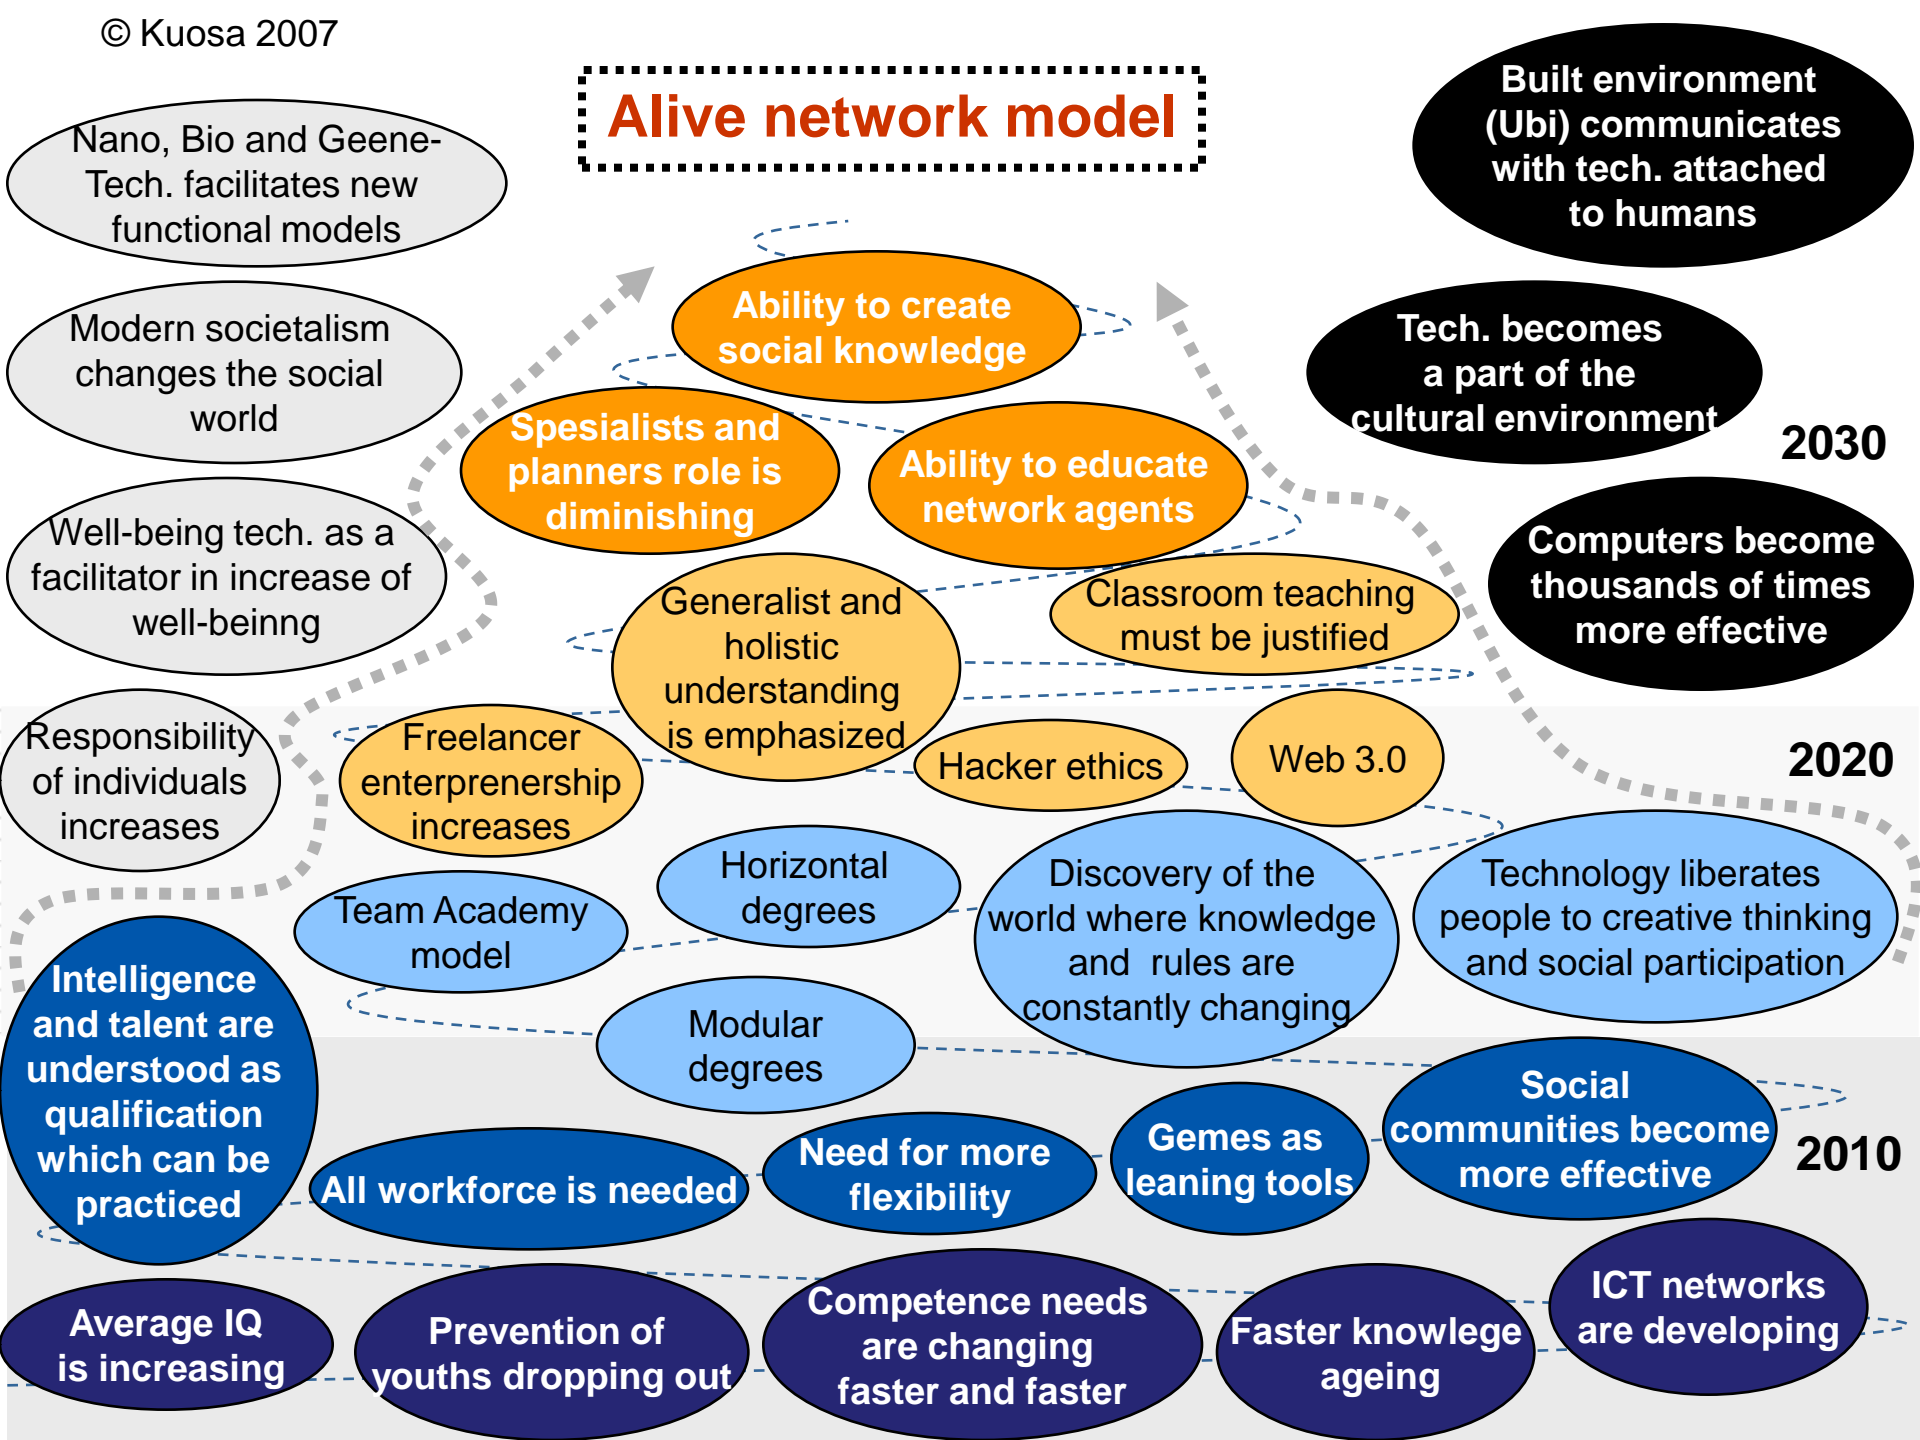 © Kuosa 2007
Alive network model
Built environment
(Ubi) communicates
with tech. attached
to humans
Nano, Bio and Geene-
Tech. facilitates new
functional models
Ability to create
social knowledge
Modern societalism
changes the social
world
Tech. becomes
a part of the
cultural environment
2030
Spesialists and
planners role is
diminishing
Ability to educate
network agents
Well-being tech. as a
facilitator in increase of
well-beinng
Computers become
thousands of times
more effective
Generalist and
holistic
understanding
is emphasized
Classroom teaching
must be justified
Responsibility
of individuals
increases
Freelancer
enterprenership
increases
Hacker ethics
Web 3.0
2020
Team Academy
model
Horizontal
degrees
Discovery of the
world where knowledge
and  rules are
constantly changing
Technology liberates
people to creative thinking
and social participation
Intelligence
and talent are
understood as
qualification
which can be
practiced
Modular
degrees
All workforce is needed
Need for more
flexibility
Gemes as
leaning tools
Social
communities become
more effective
2010
Average IQ
is increasing
Prevention of
youths dropping out
Competence needs
are changing
faster and faster
Faster knowlege
ageing
ICT networks
are developing